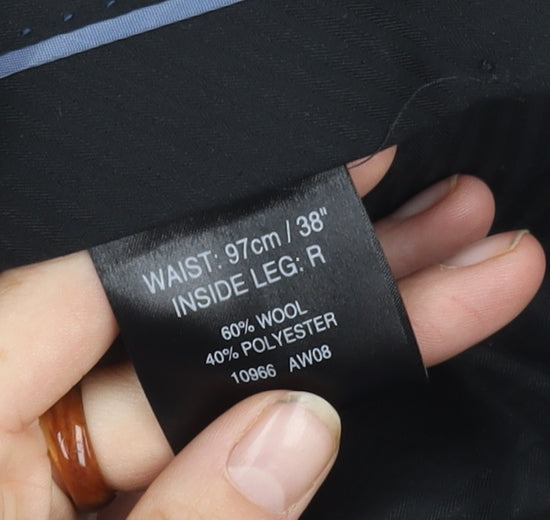 WAIST: 97cm / 38"
INSIDE LEG: R
60% WOOL
40% POLYESTER
10966 AW08